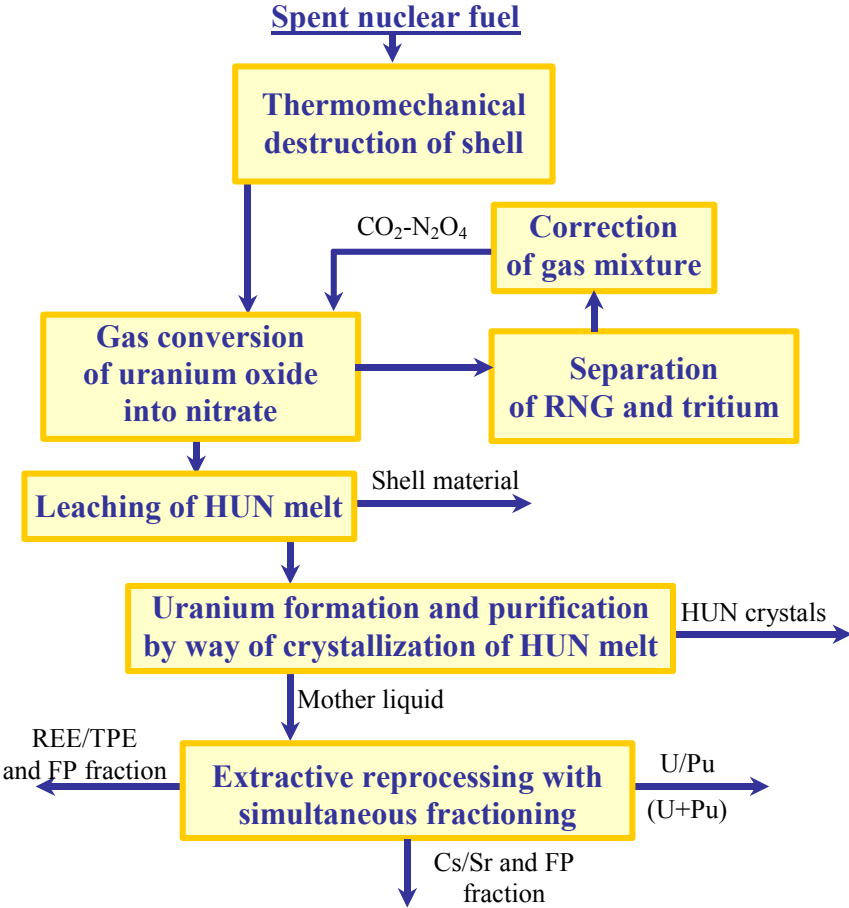 Spent nuclear fuel
Thermomechanical
destruction of shell
CO₂-N₂O₄
Correction
of gas mixture
Gas conversion
of uranium oxide
into nitrate
Separation
of RNG and tritium
Leaching of HUN melt
Shell material
Uranium formation and purification
by way of crystallization of HUN melt
HUN crystals
Mother liquid
REE/TPE
and FP fraction
Extractive reprocessing with
simultaneous fractioning
U/Pu
(U+Pu)
Cs/Sr and FP
fraction